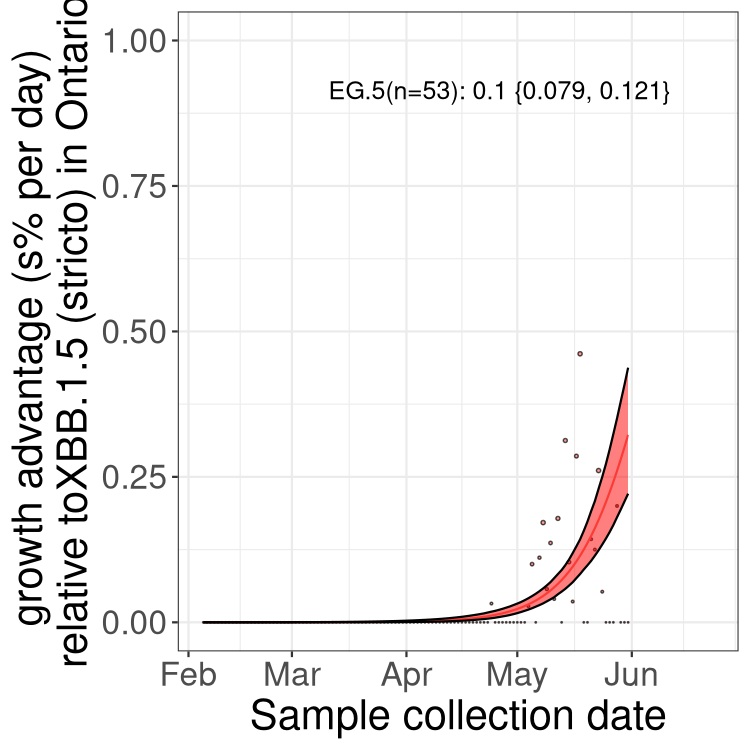 growth advantage (s% per day)
relative toXBB.1.5 (stricto) in Ontario
1.00
EG.5(n=53): 0.1 {0.079, 0.121}
0.75
0.50
0.25
0.00
Feb Mar Apr May Jun
Sample collection date